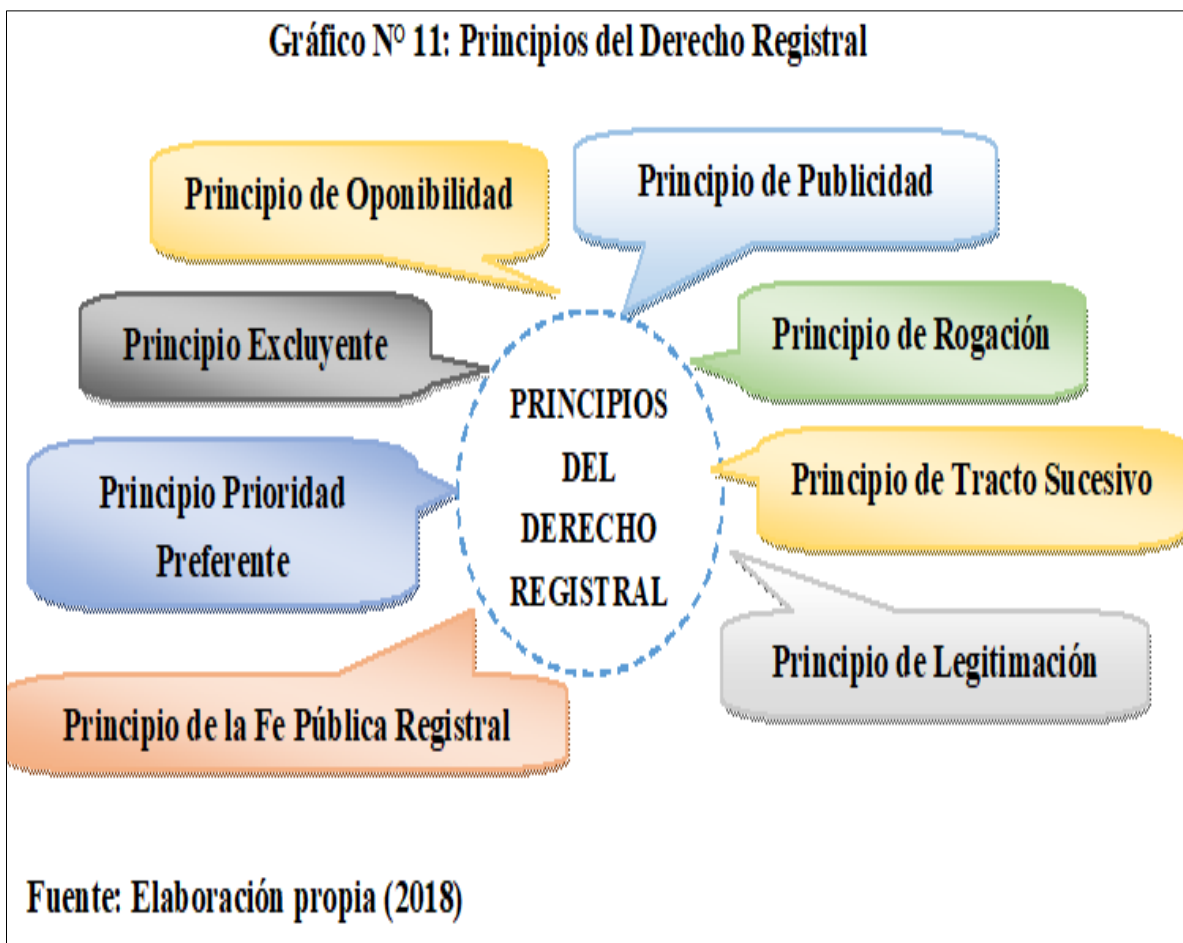 Gráfico N° 11: Principios del Derecho Registral
Principio de Oponibilidad
Principio de Publicidad
Principio Excluyente
Principio de Rogación
Principio Prioridad
Preferente
PRINCIPIOS
DEL
DERECHO
REGISTRAL
Principio de Tracto Sucesivo
Principio de Legitimación
Principio de la Fe Pública Registral
Fuente: Elaboración propia (2018)